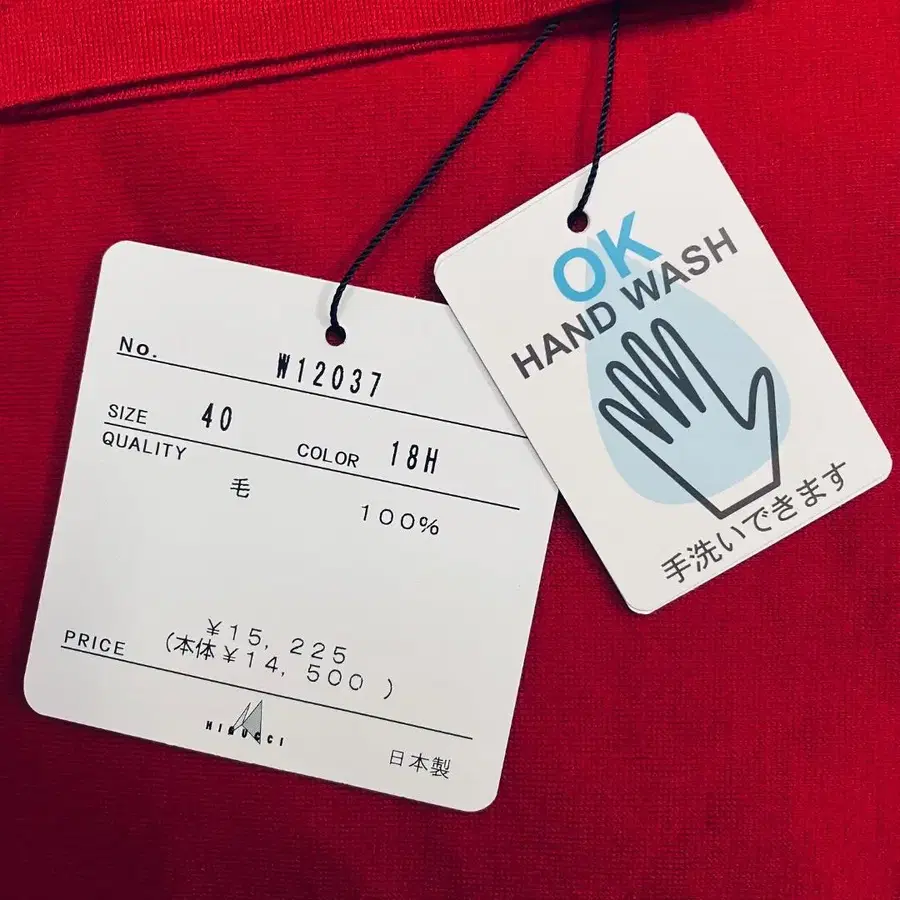 No. W12037
SIZE 40 COLOR 18H
QUALITY
毛 100%
¥15,225
PRICE (本体¥14,500 )
日本製
OK
HAND WASH
手洗いできます